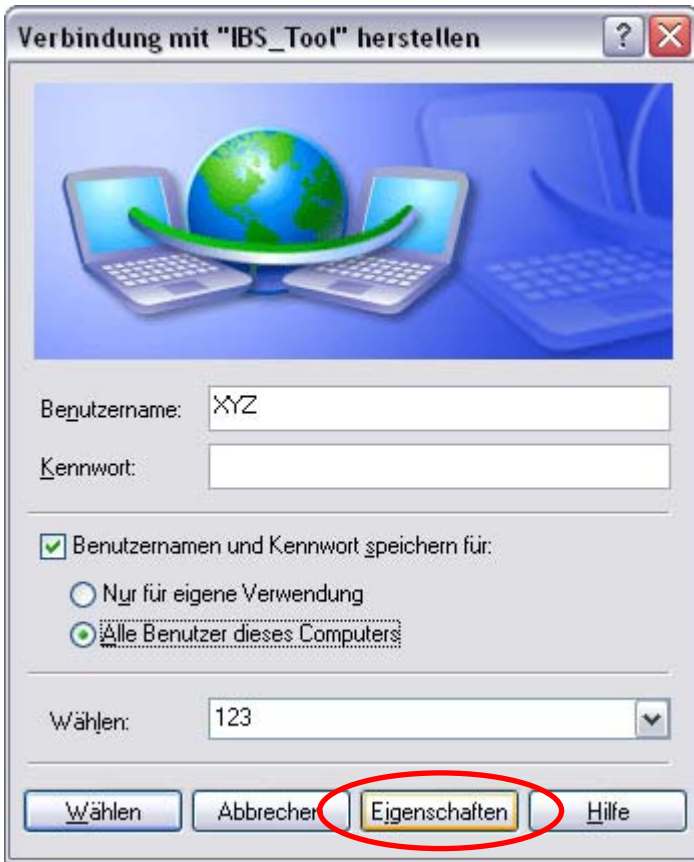 Verbindung mit "IBS_Tool" herstellen
Benutzername: XYZ
Kennwort:
Benutzernamen und Kennwort speichern für:
Nur für eigene Verwendung
Alle Benutzer dieses Computers
Wählen: 123
Wählen Abbrechen Eigenschaften Hilfe